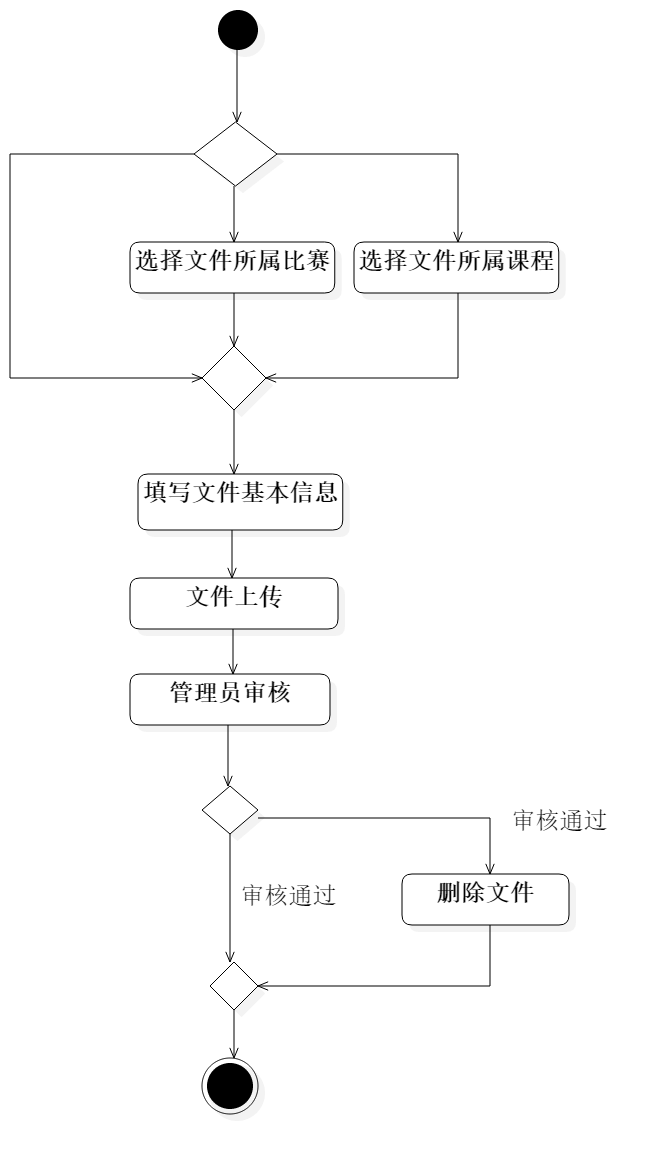 选择文件所属比赛
选择文件所属课程
填写文件基本信息
文件上传
管理员审核
审核通过
删除文件
审核通过